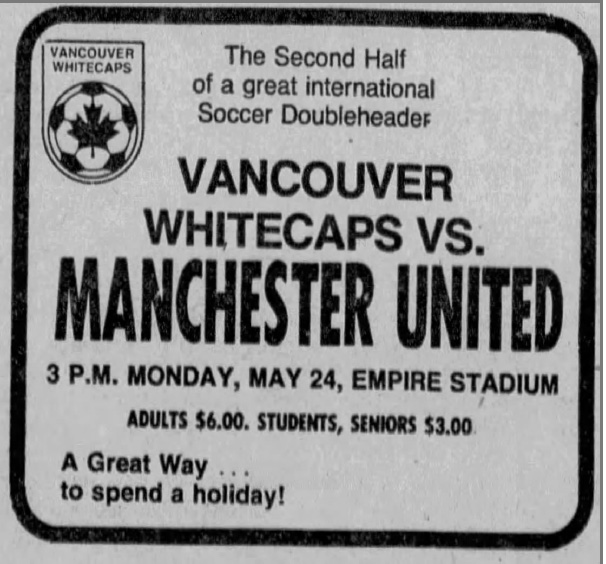 VANCOUVER
WHITECAPS
The Second Half
of a great international
Soccer Doubleheader
VANCOUVER
WHITECAPS VS.
MANCHESTER UNITED
3 P.M. MONDAY, MAY 24, EMPIRE STADIUM
ADULTS $6.00. STUDENTS, SENIORS $3.00
A Great Way ...
to spend a holiday!